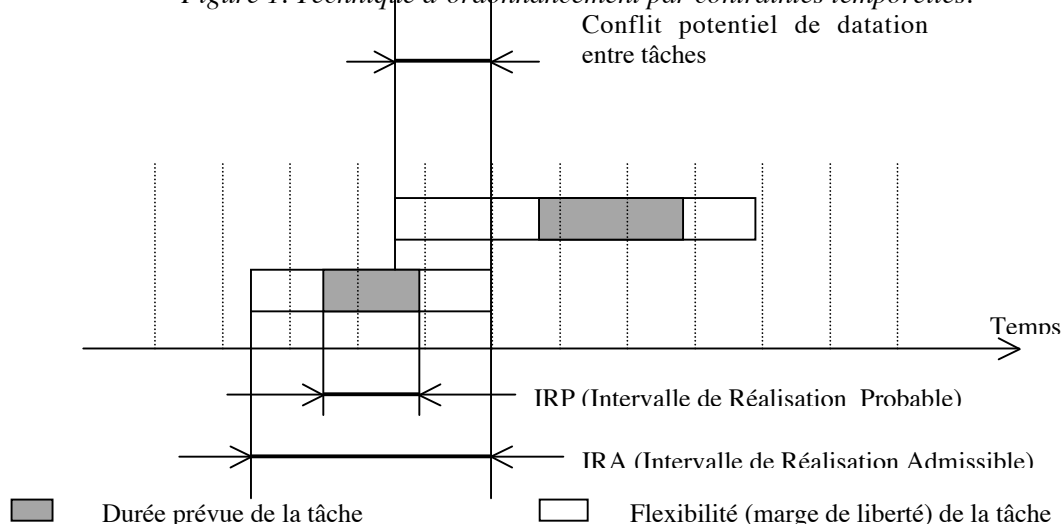 Figure 1. Technique d'ordonnancement par contraintes temporelles.
Conflit potentiel de datation
entre tâches
Temps
IRP (Intervalle de Réalisation Probable)
IRA (Intervalle de Réalisation Admissible)
Durée prévue de la tâche
Flexibilité (marge de liberté) de la tâche